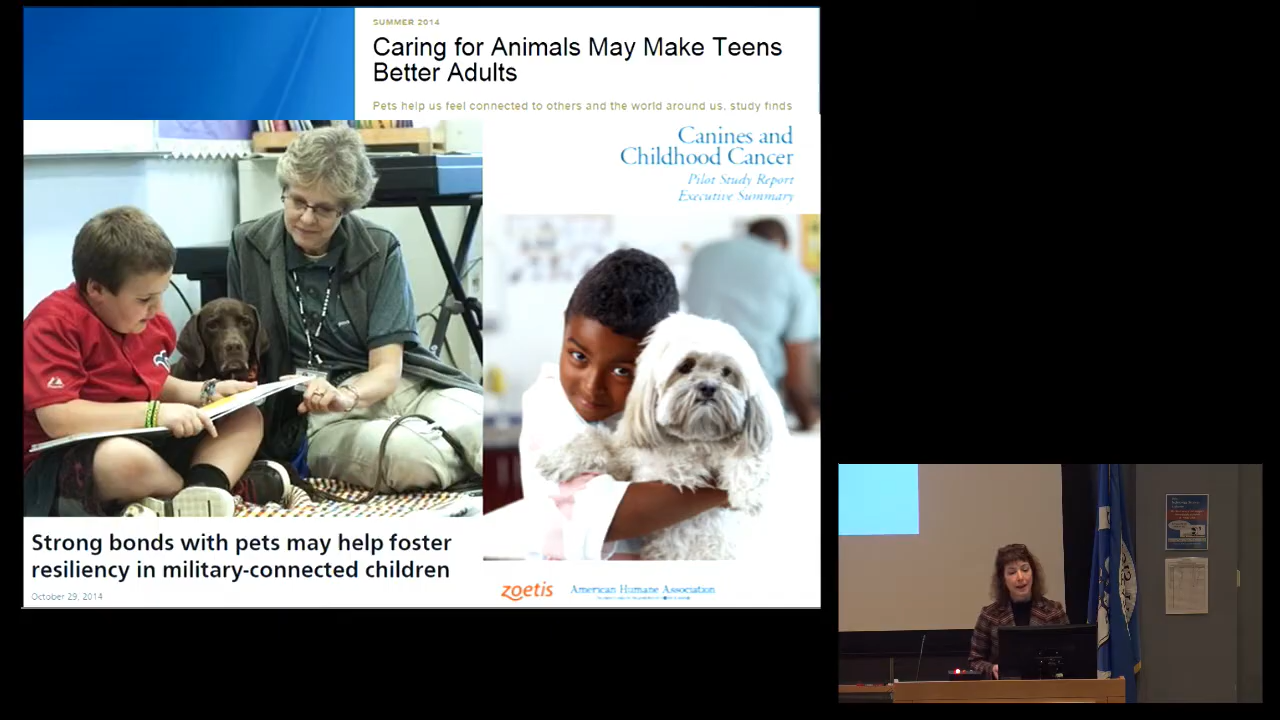 SUMMER 2014
Caring for Animals May Make Teens
Better Adults
Pets help us feel connected to others and the world around us, study finds
Canines and
Childhood Cancer
Pilot Study Report
Executive Summary
Strong bonds with pets may help foster
resiliency in military-connected children
October 29, 2014
zoetis
American Humane Association